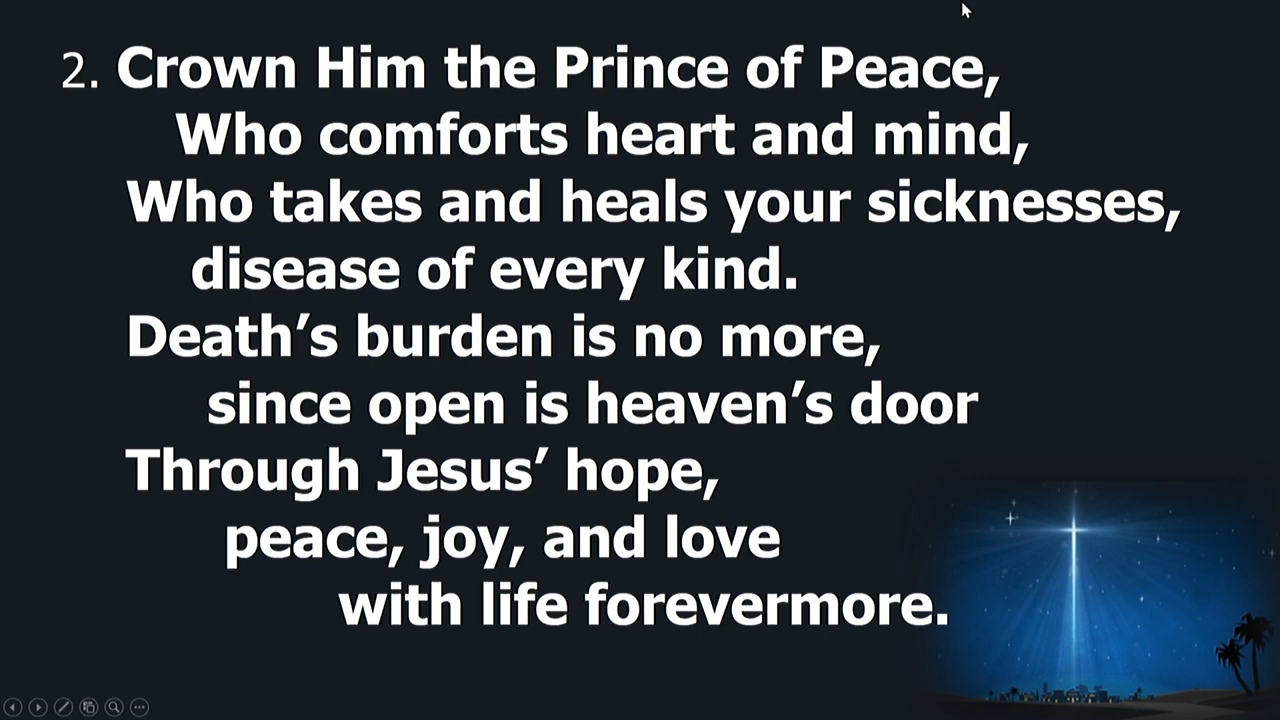 2. Crown Him the Prince of Peace,
Who comforts heart and mind,
Who takes and heals your sicknesses,
disease of every kind.
Death’s burden is no more,
since open is heaven’s door
Through Jesus’ hope,
peace, joy, and love
with life forevermore.